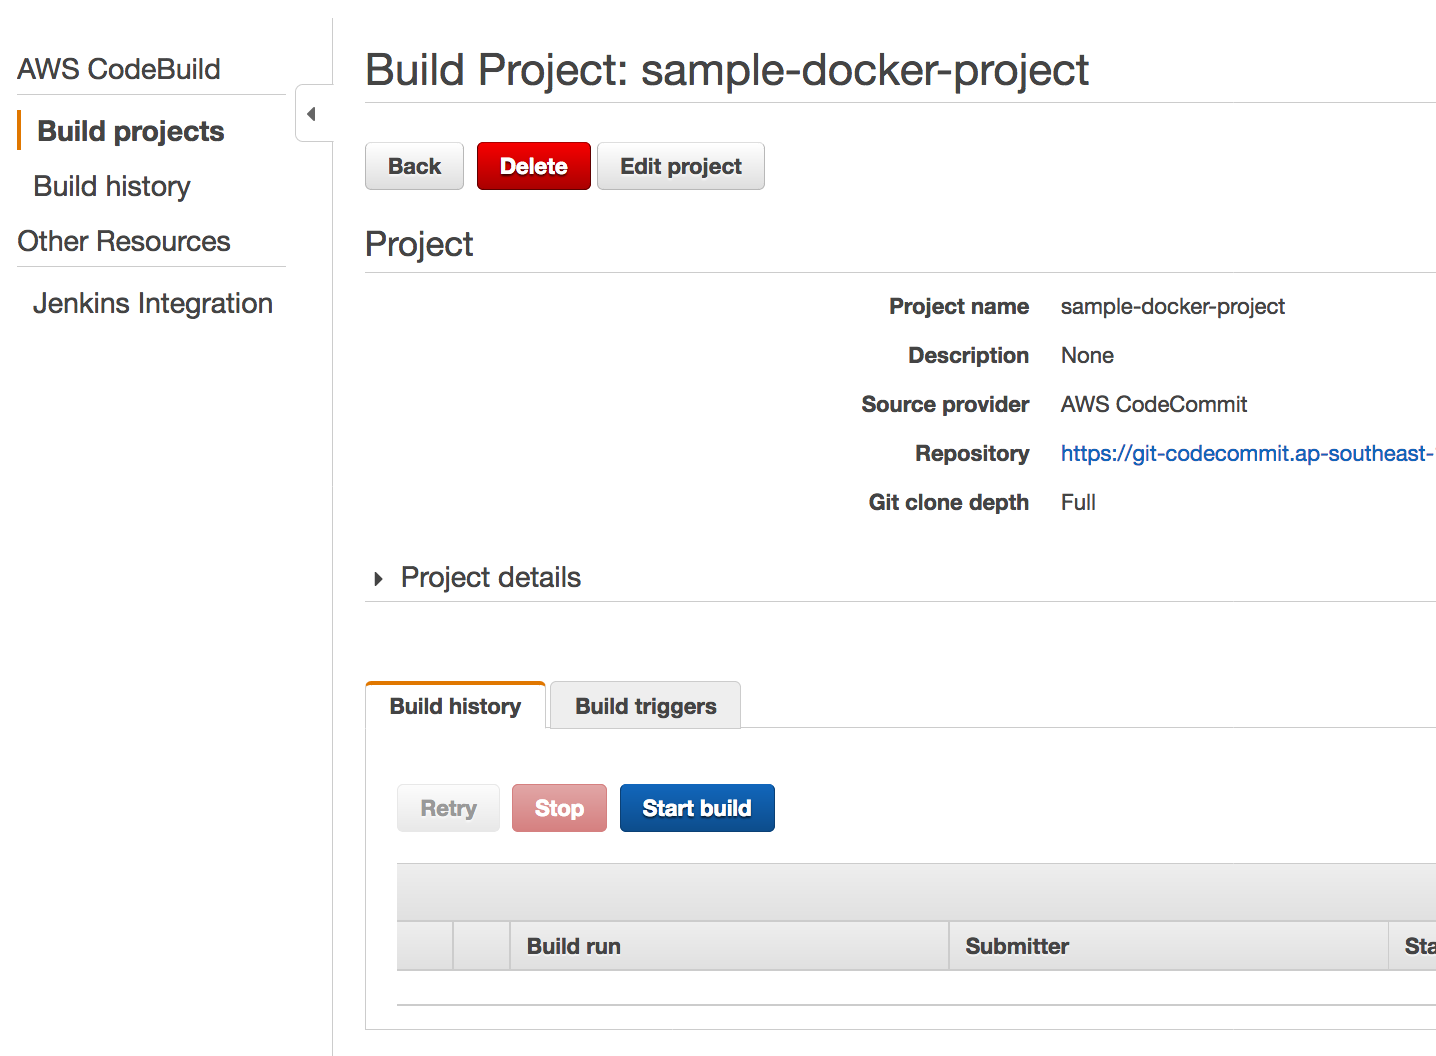 AWS CodeBuild
Build projects
Build history
Other Resources
Jenkins Integration
Build Project: sample-docker-project
Back
Delete
Edit project
Project
Project name sample-docker-project
Description None
Source provider AWS CodeCommit
Repository https://git-codecommit.ap-southeast-
Git clone depth Full
Project details
Build history
Build triggers
Retry
Stop
Start build
Build run
Submitter
Sta